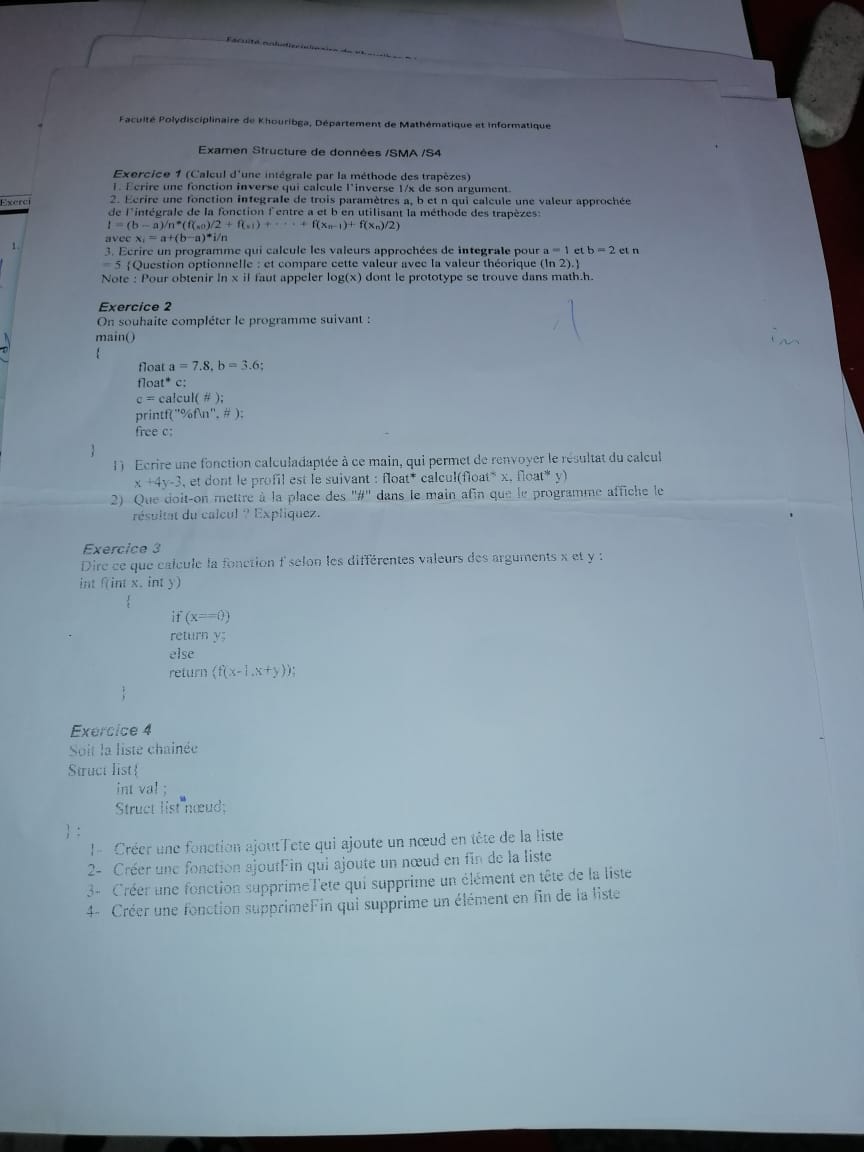 Faculté polydisciplinaire de
Faculté Polydisciplinaire de Khouribga, Département de Mathématique et Informatique
Examen Structure de données /SMA /S4
Exerci
1.
Exercice 1 (Calcul d'une intégrale par la méthode des trapèzes)
1. Ecrire une fonction inverse qui calcule l'inverse 1/x de son argument.
2. Ecrire une fonction integrale de trois paramètres a, b et n qui calcule une valeur approchée
de l'intégrale de la fonction f entre a et b en utilisant la méthode des trapèzes:
I = (b − a)/n*(f(x0)/2 + f(x1) + · · · + f(xn−1)+ f(xn)/2)
avec xi = a+(b−a)*i/n
3. Ecrire un programme qui calcule les valeurs approchées de integrale pour a = 1 et b = 2 et n
= 5 {Question optionnelle : et compare cette valeur avec la valeur théorique (ln 2).}
Note : Pour obtenir ln x il faut appeler log(x) dont le prototype se trouve dans math.h.
Exercice 2
On souhaite compléter le programme suivant :
main()
{
float a = 7.8, b = 3.6;
float* c;
c = calcul( # );
printf("%f\n", # );
free c;
}
1) Ecrire une fonction calculadaptée à ce main, qui permet de renvoyer le résultat du calcul
x +4y-3, et dont le profil est le suivant : float* calcul(float* x, float* y)
2) Que doit-on mettre à la place des "#" dans le main afin que le programme affiche le
résultat du calcul ? Expliquez.
Exercice 3
Dire ce que calcule la fonction f selon les différentes valeurs des arguments x et y :
int f(int x, int y)
{
if (x==0)
return y;
else
return (f(x-1,x+y));
}
Exercice 4
Soit la liste chainée
Struct list{
int val ;
Struct list*nœud;
} ;
1- Créer une fonction ajoutTete qui ajoute un nœud en tête de la liste
2- Créer une fonction ajoutFin qui ajoute un nœud en fin de la liste
3- Créer une fonction supprimeTete qui supprime un élément en tête de la liste
4- Créer une fonction supprimeFin qui supprime un élément en fin de la liste